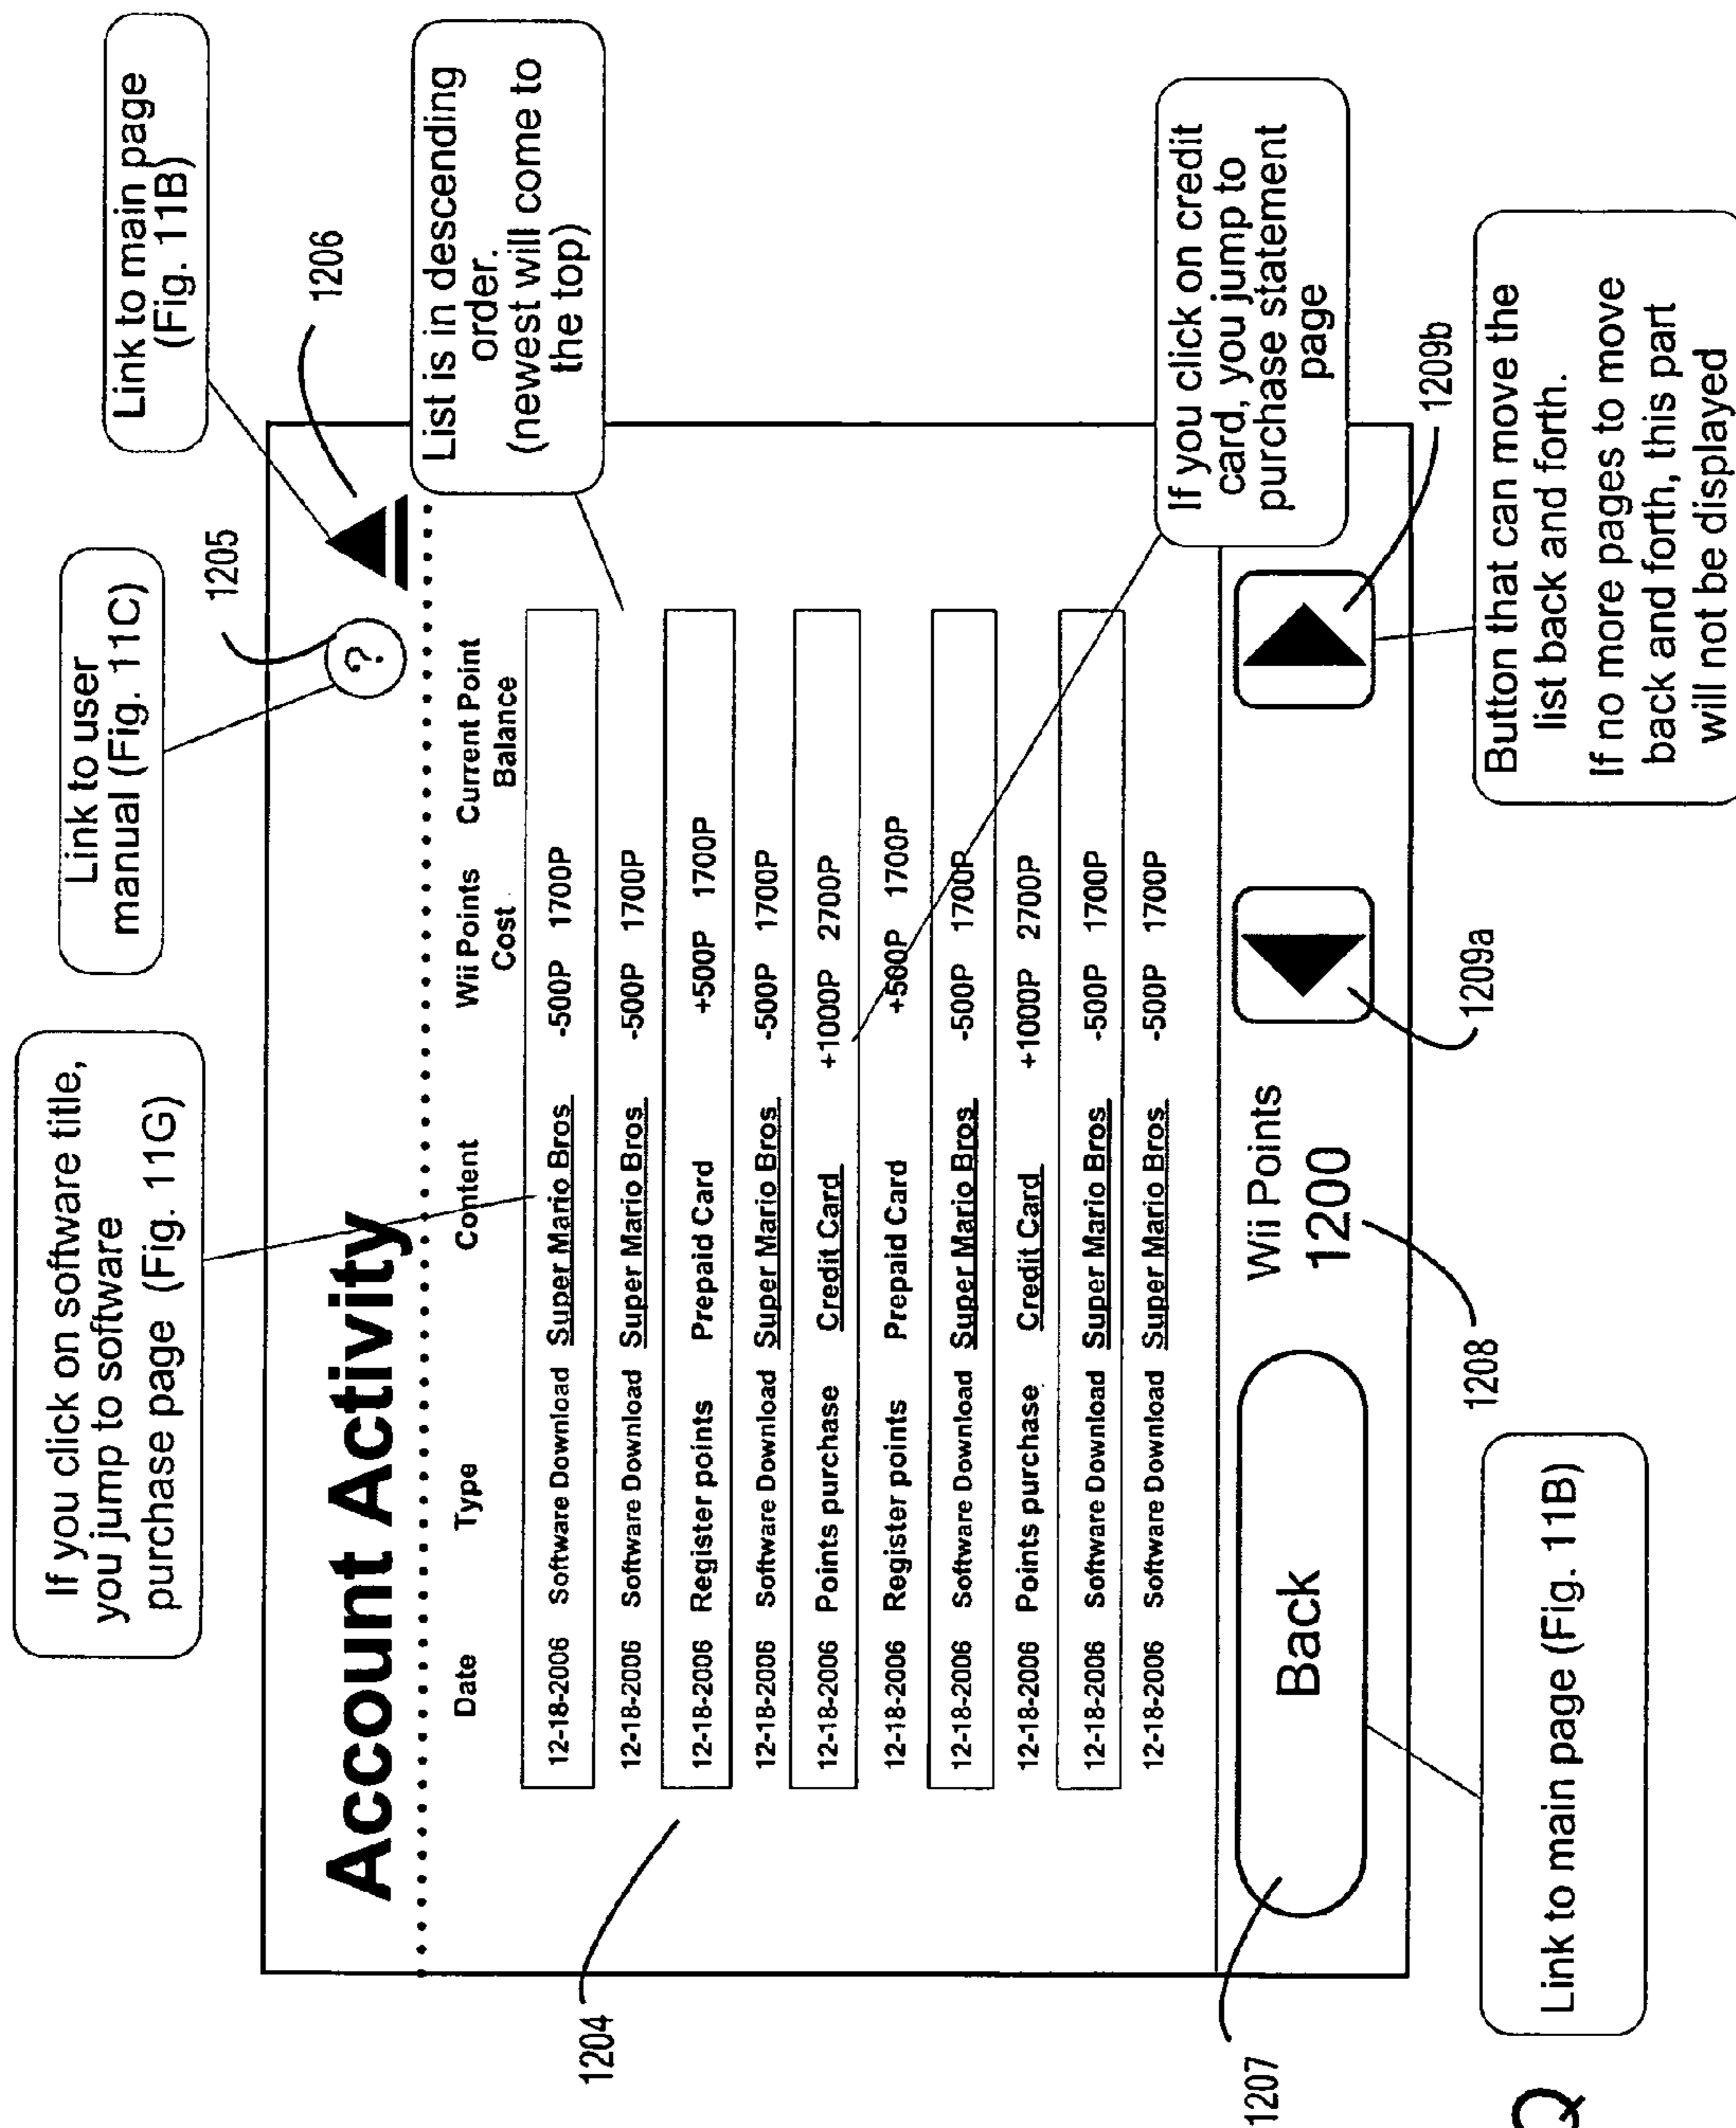 If you click on software title,
you jump to software
purchase page (Fig. 11G)
Link to user
manual (Fig. 11C)
Link to main page
(Fig. 11B)
1205
1206
Account Activity
?
List is in descending
order.
(newest will come to
the top)
Date Type Content Wii Points Cost Current Point Balance
12-18-2006 Software Download Super Mario Bros -500P 1700P
12-18-2006 Software Download Super Mario Bros -500P 1700P
12-18-2006 Register points Prepaid Card +500P 1700P
12-18-2006 Software Download Super Mario Bros -500P 1700P
12-18-2006 Points purchase Credit Card +1000P 2700P
12-18-2006 Register points Prepaid Card +500P 1700P
12-18-2006 Software Download Super Mario Bros -500P 1700P
12-18-2006 Points purchase Credit Card +1000P 2700P
12-18-2006 Software Download Super Mario Bros -500P 1700P
12-18-2006 Software Download Super Mario Bros -500P 1700P
1204
If you click on credit
card, you jump to
purchase statement
page
Back
Wii Points
1200
1207
1208
1209a
1209b
Link to main page (Fig. 11B)
Button that can move the
list back and forth.
If no more pages to move
back and forth, this part
will not be displayed
Q